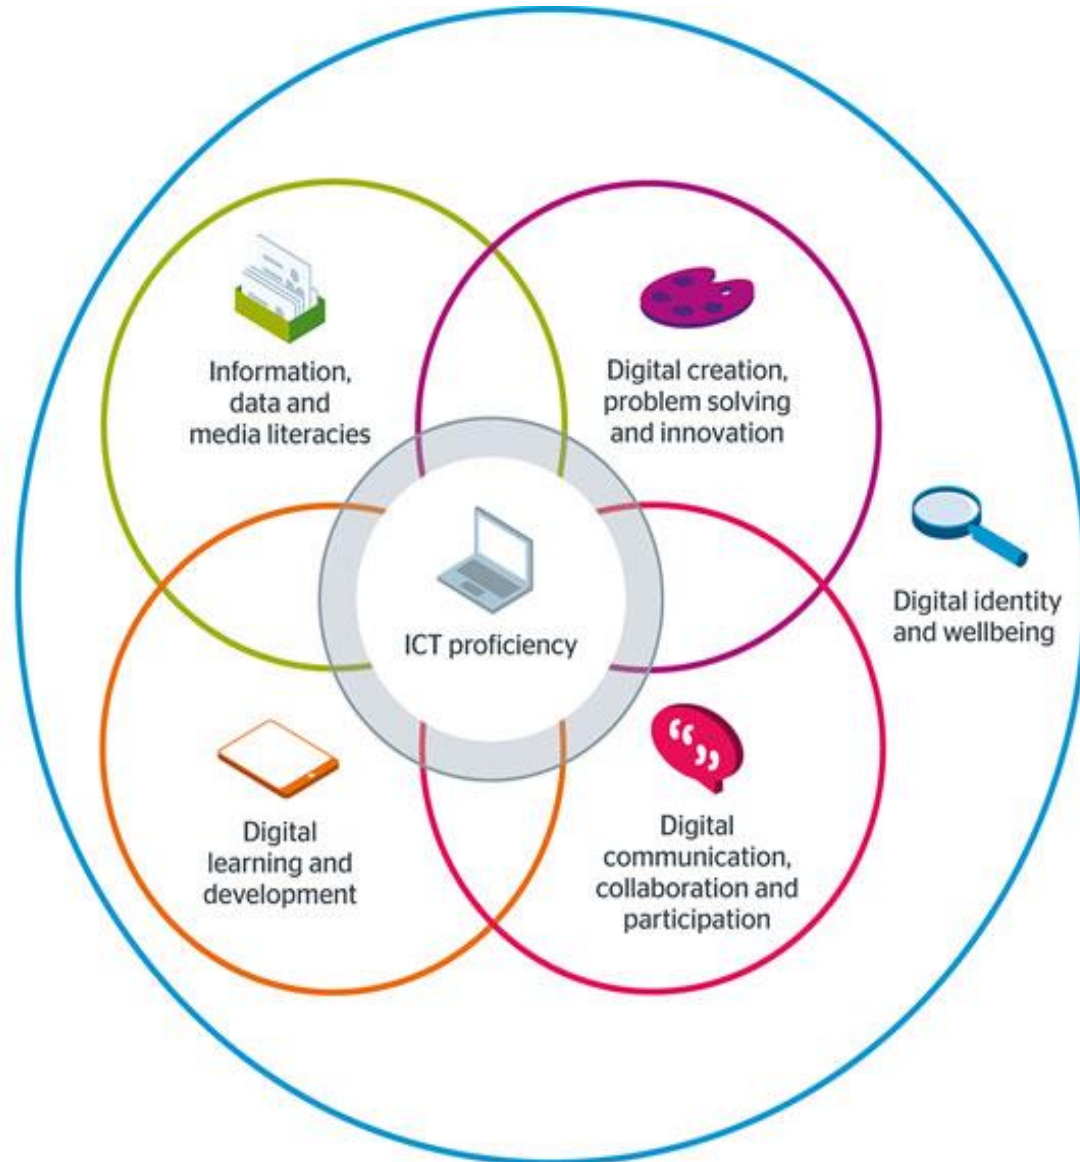 Information,
data and
media literacies
Digital creation,
problem solving
and innovation
Digital identity
and wellbeing
ICT proficiency
Digital
learning and
development
Digital
communication,
collaboration and
participation